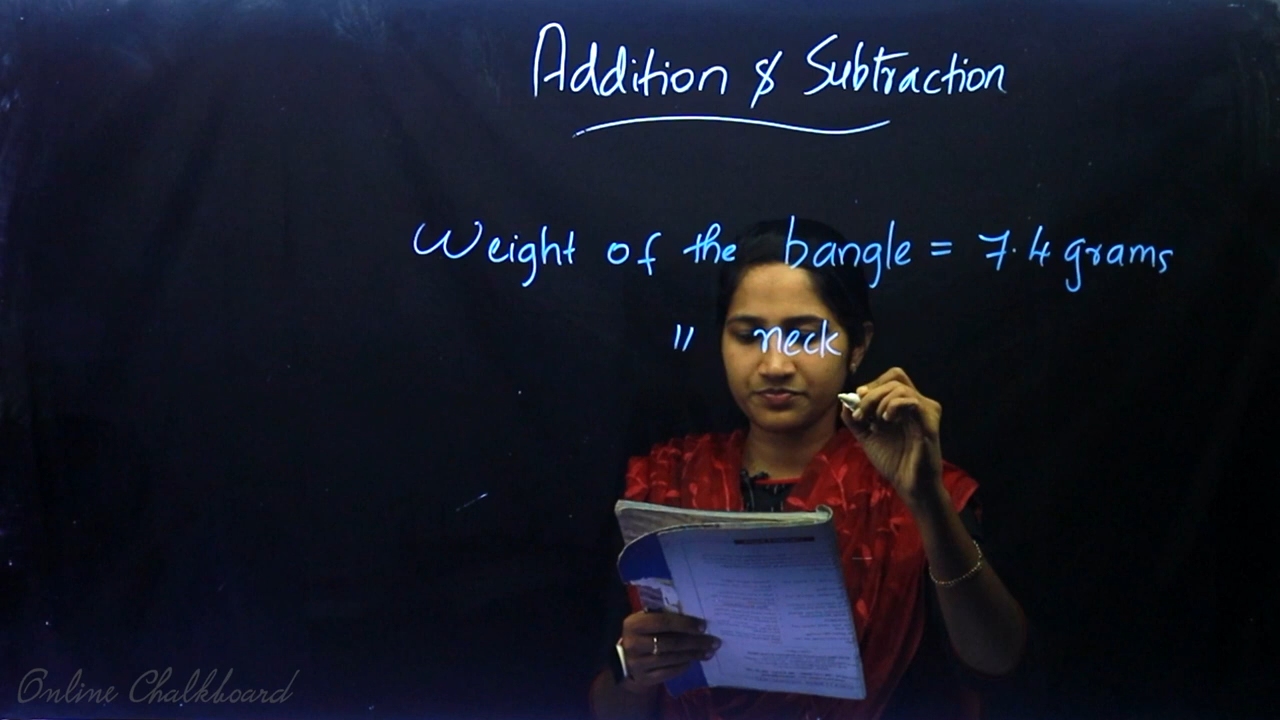 Addition & Subtraction
Weight of the bangle = 7.4 grams
" neck
Online Chalkboard